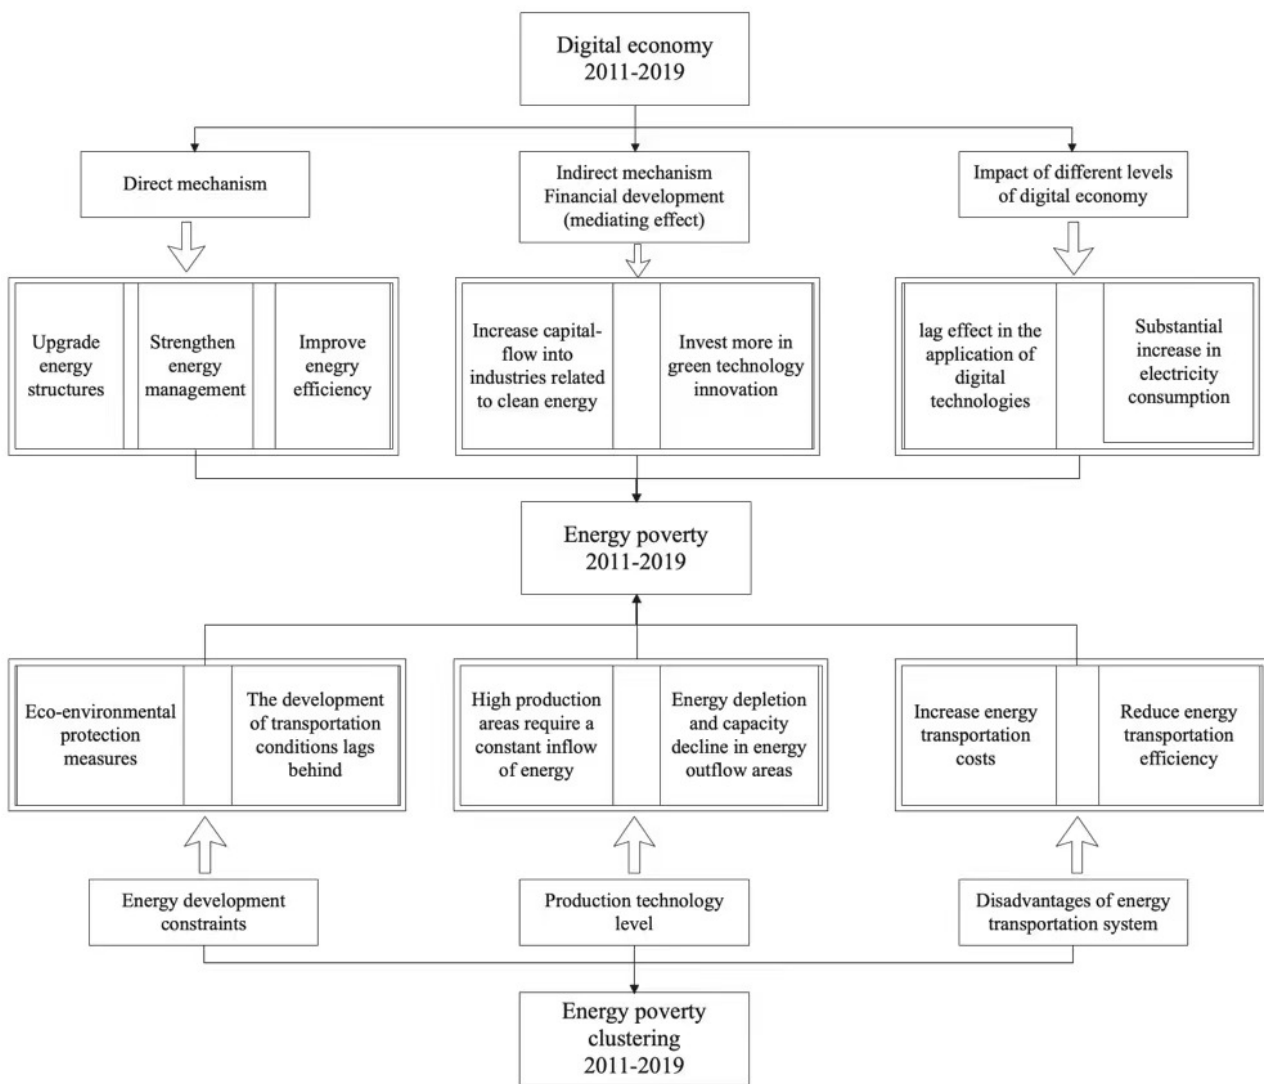 Digital economy
2011-2019
Direct mechanism
Indirect mechanism
Financial development
(mediating effect)
Impact of different levels
of digital economy
Upgrade
energy
structures
Strengthen
energy
management
Improve
enegry
efficiency
Increase capital-
flow into
industries related
to clean energy
Invest more in
green technology
innovation
lag effect in the
application of
digital
technologies
Substantial
increase in
electricity
consumption
Energy poverty
2011-2019
Eco-environmental
protection
measures
The development
of transportation
conditions lags
behind
High production
areas require a
constant inflow
of energy
Energy depletion
and capacity
decline in energy
outflow areas
Increase energy
transportation
costs
Reduce energy
transportation
efficiency
Energy development
constraints
Production technology
level
Disadvantages of energy
transportation system
Energy poverty
clustering
2011-2019